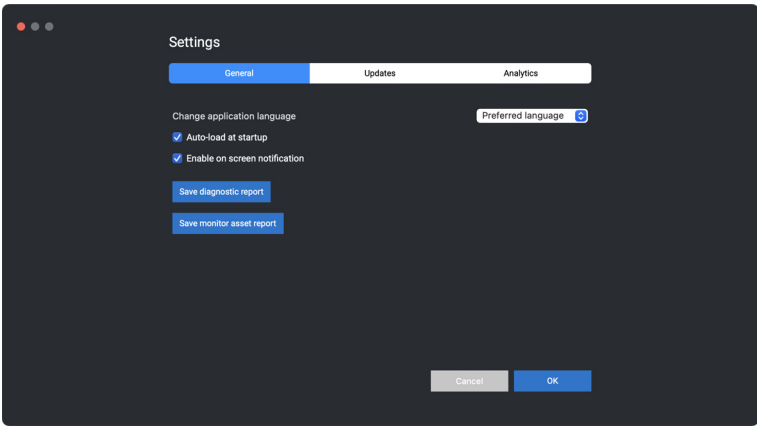 Settings
General Updates Analytics
Change application language Preferred language
Auto-load at startup
Enable on screen notification
Save diagnostic report
Save monitor asset report
Cancel OK